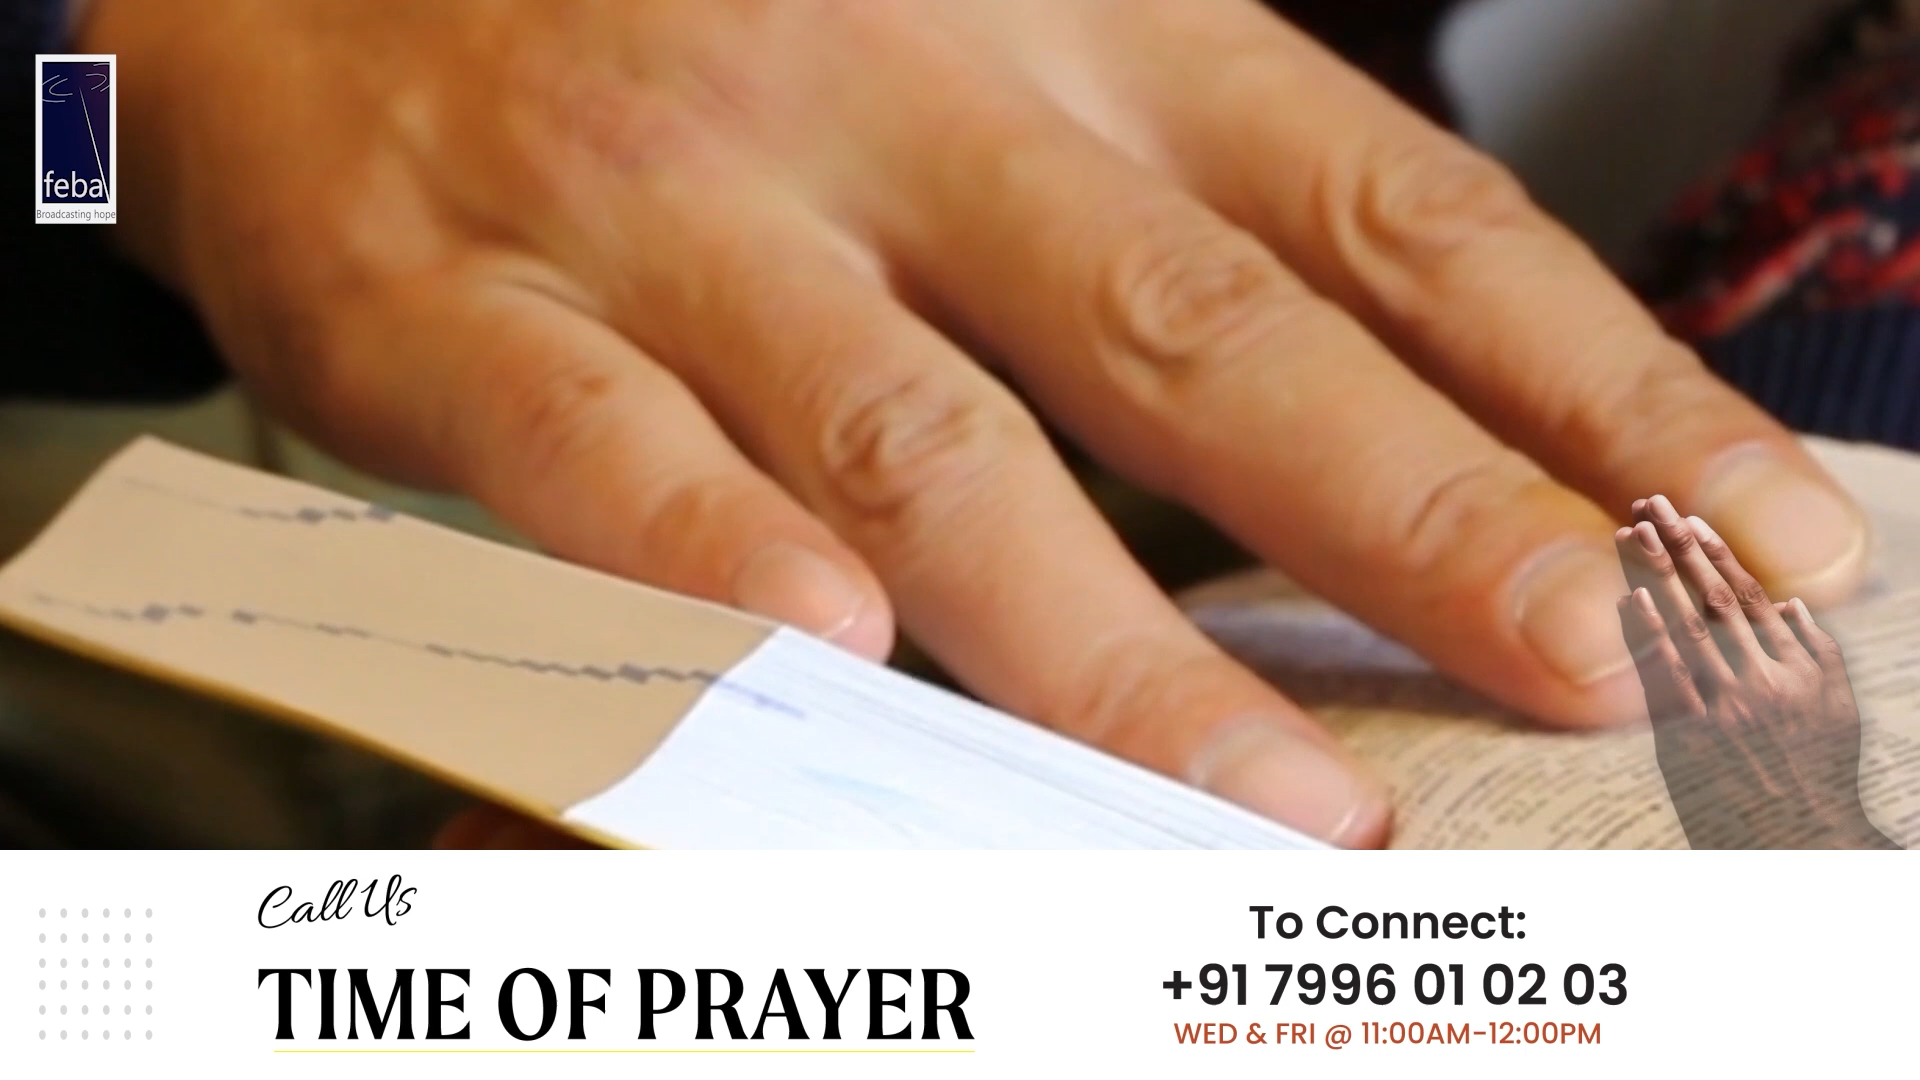 feba
Broadcasting hope
Call Us
TIME OF PRAYER
To Connect:
+91 7996 01 02 03
WED & FRI @ 11:00AM-12:00PM